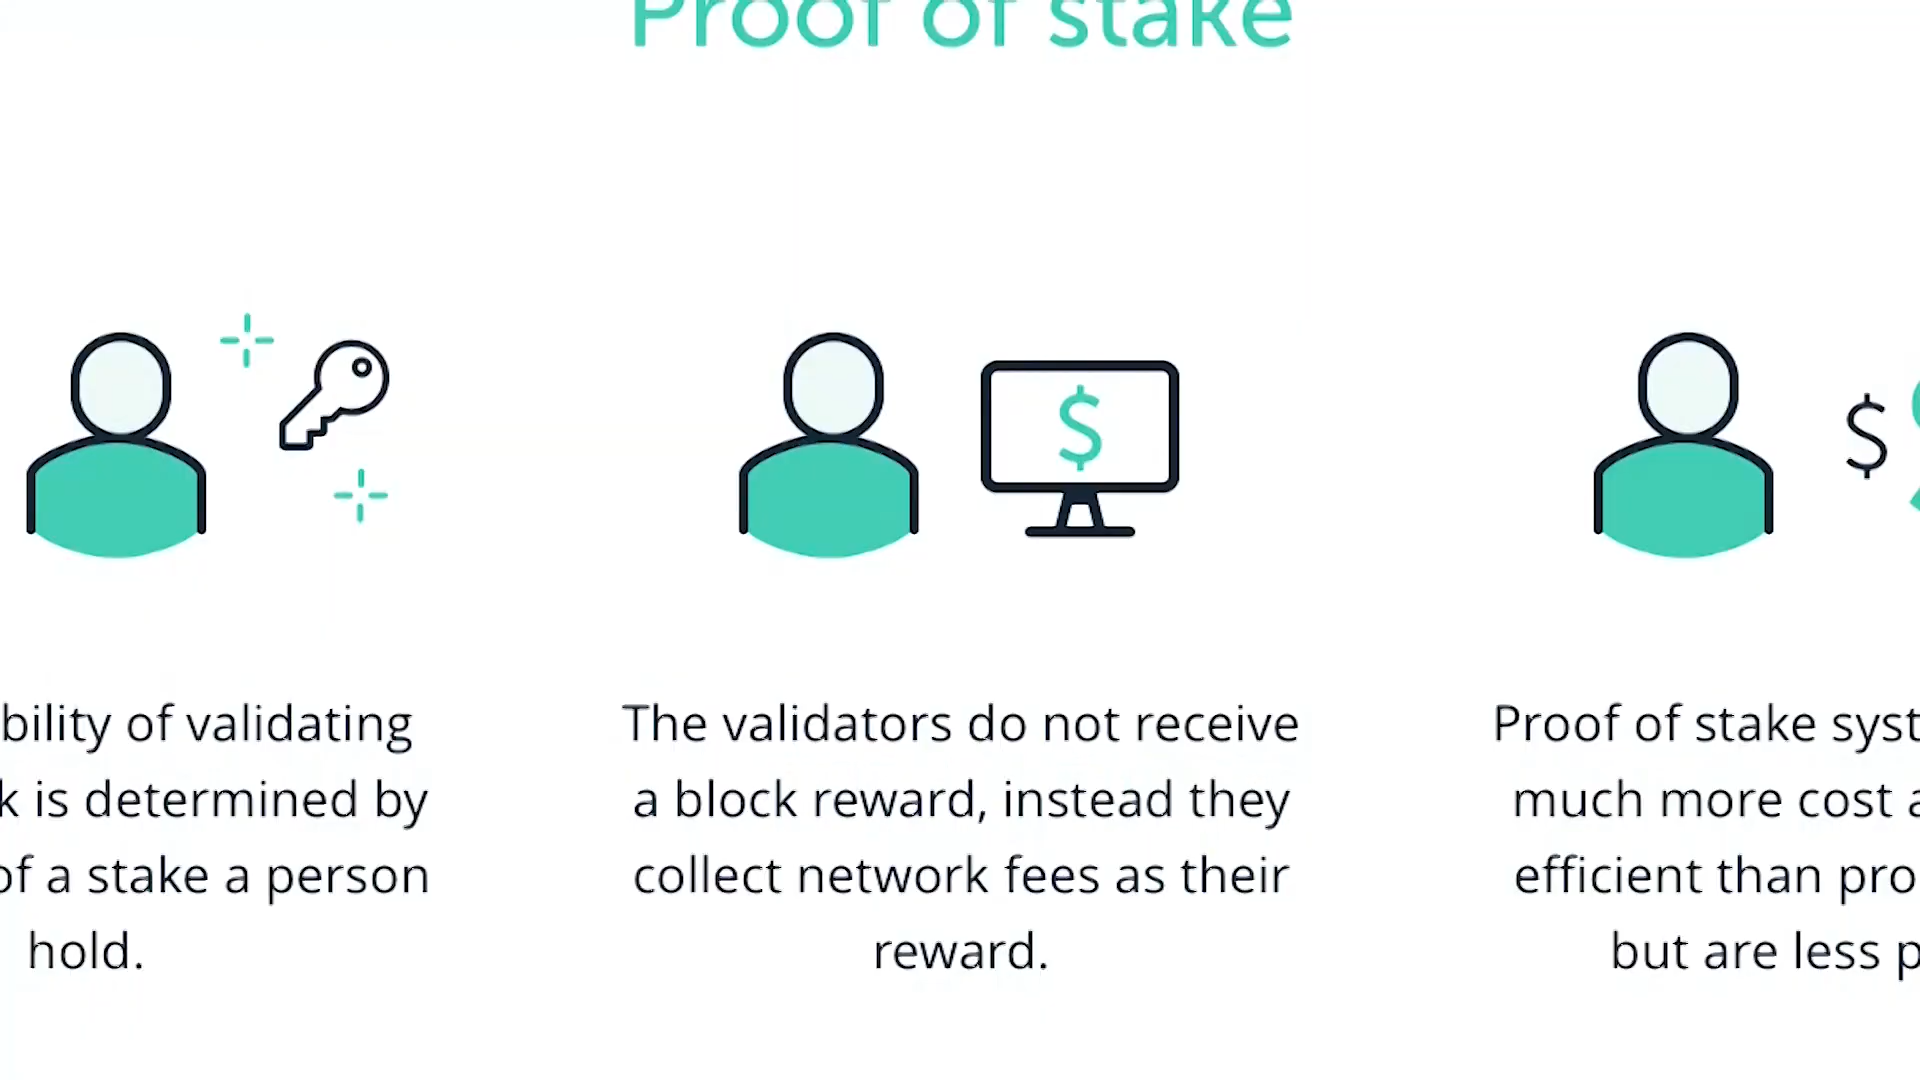 Proof of stake
$
$
bility of validating
k is determined by
of a stake a person
hold.
The validators do not receive
a block reward, instead they
collect network fees as their
reward.
Proof of stake syst
much more cost a
efficient than pro
but are less p